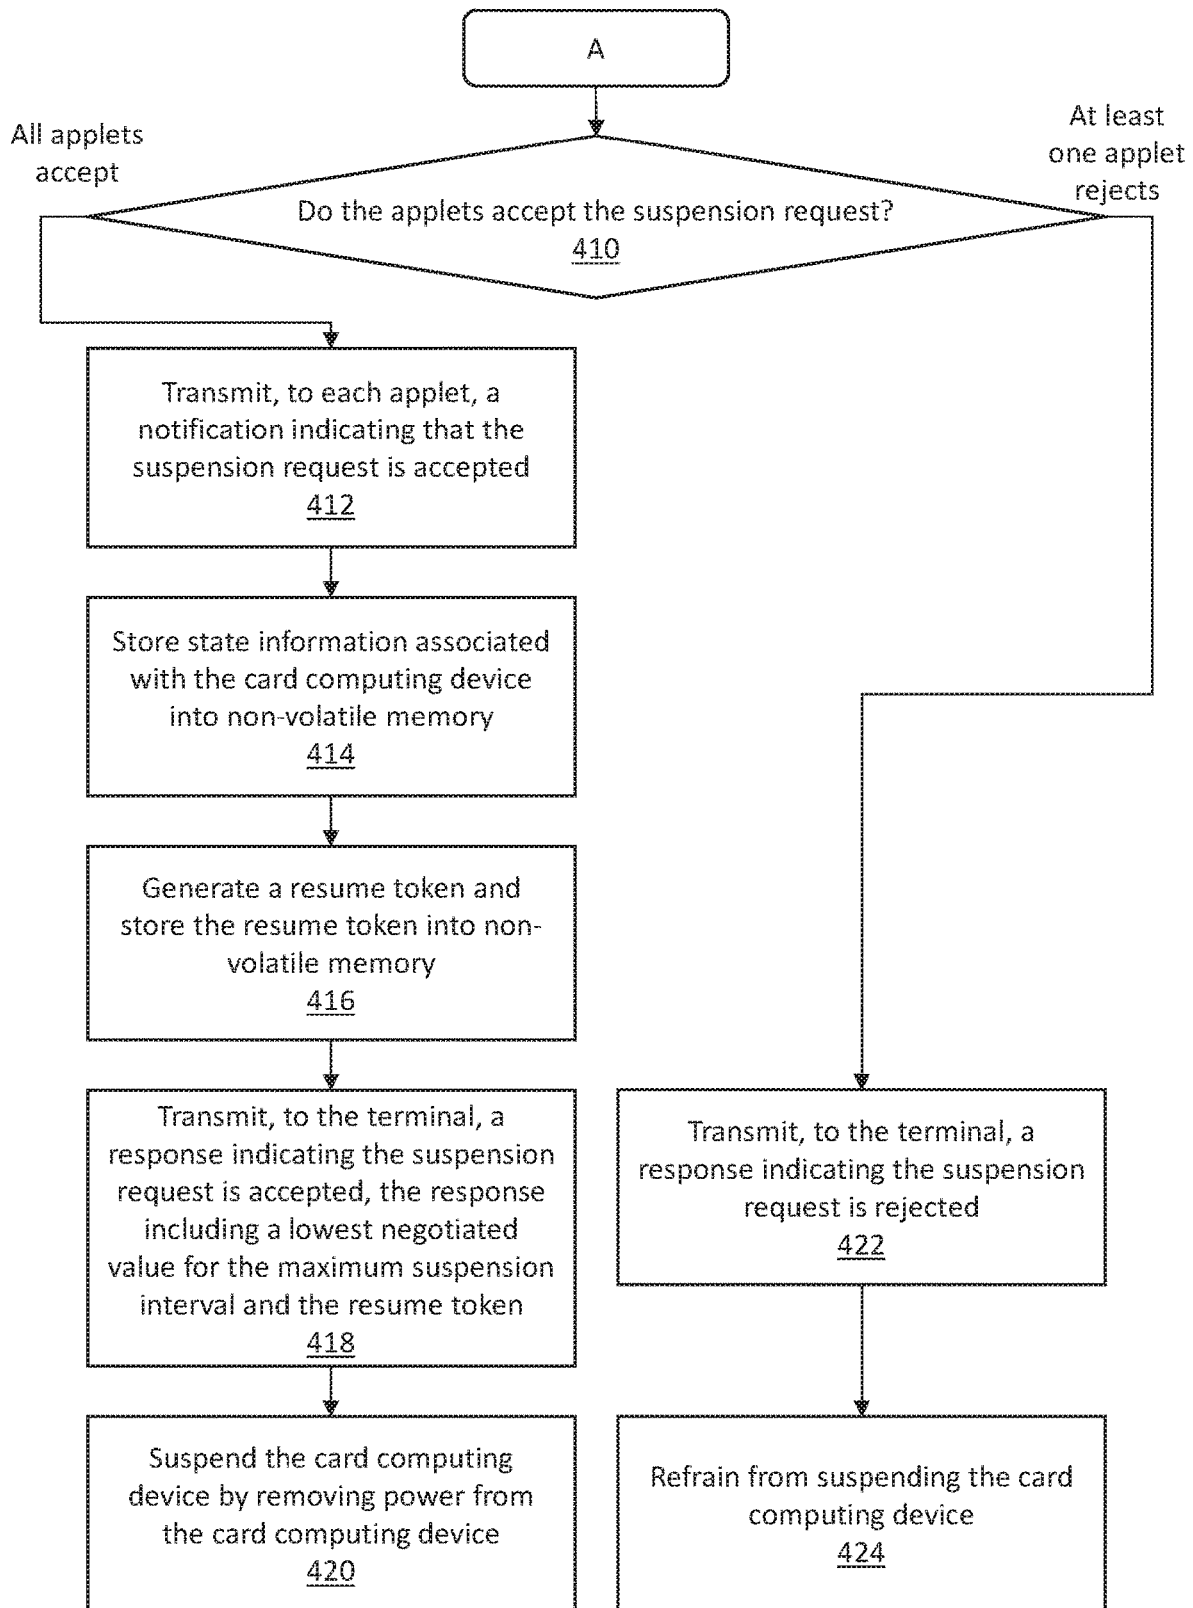 A
All applets
accept
At least
one applet
rejects
Do the applets accept the suspension request?
410
Transmit, to each applet, a
notification indicating that the
suspension request is accepted
412
Store state information associated
with the card computing device
into non-volatile memory
414
Generate a resume token and
store the resume token into non-
volatile memory
416
Transmit, to the terminal, a
response indicating the suspension
request is accepted, the response
including a lowest negotiated
value for the maximum suspension
interval and the resume token
418
Suspend the card computing
device by removing power from
the card computing device
420
Transmit, to the terminal, a
response indicating the suspension
request is rejected
422
Refrain from suspending the card
computing device
424